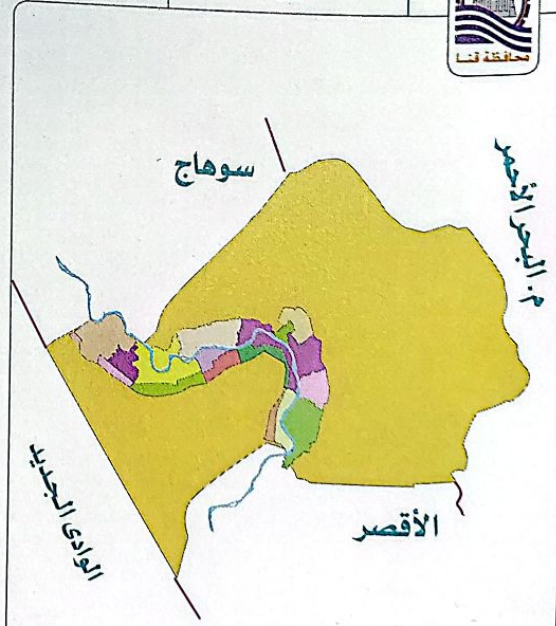 محافظة قنا
سوهاج
م. البحر الأحمر
الوادى الجديد
الأقصر